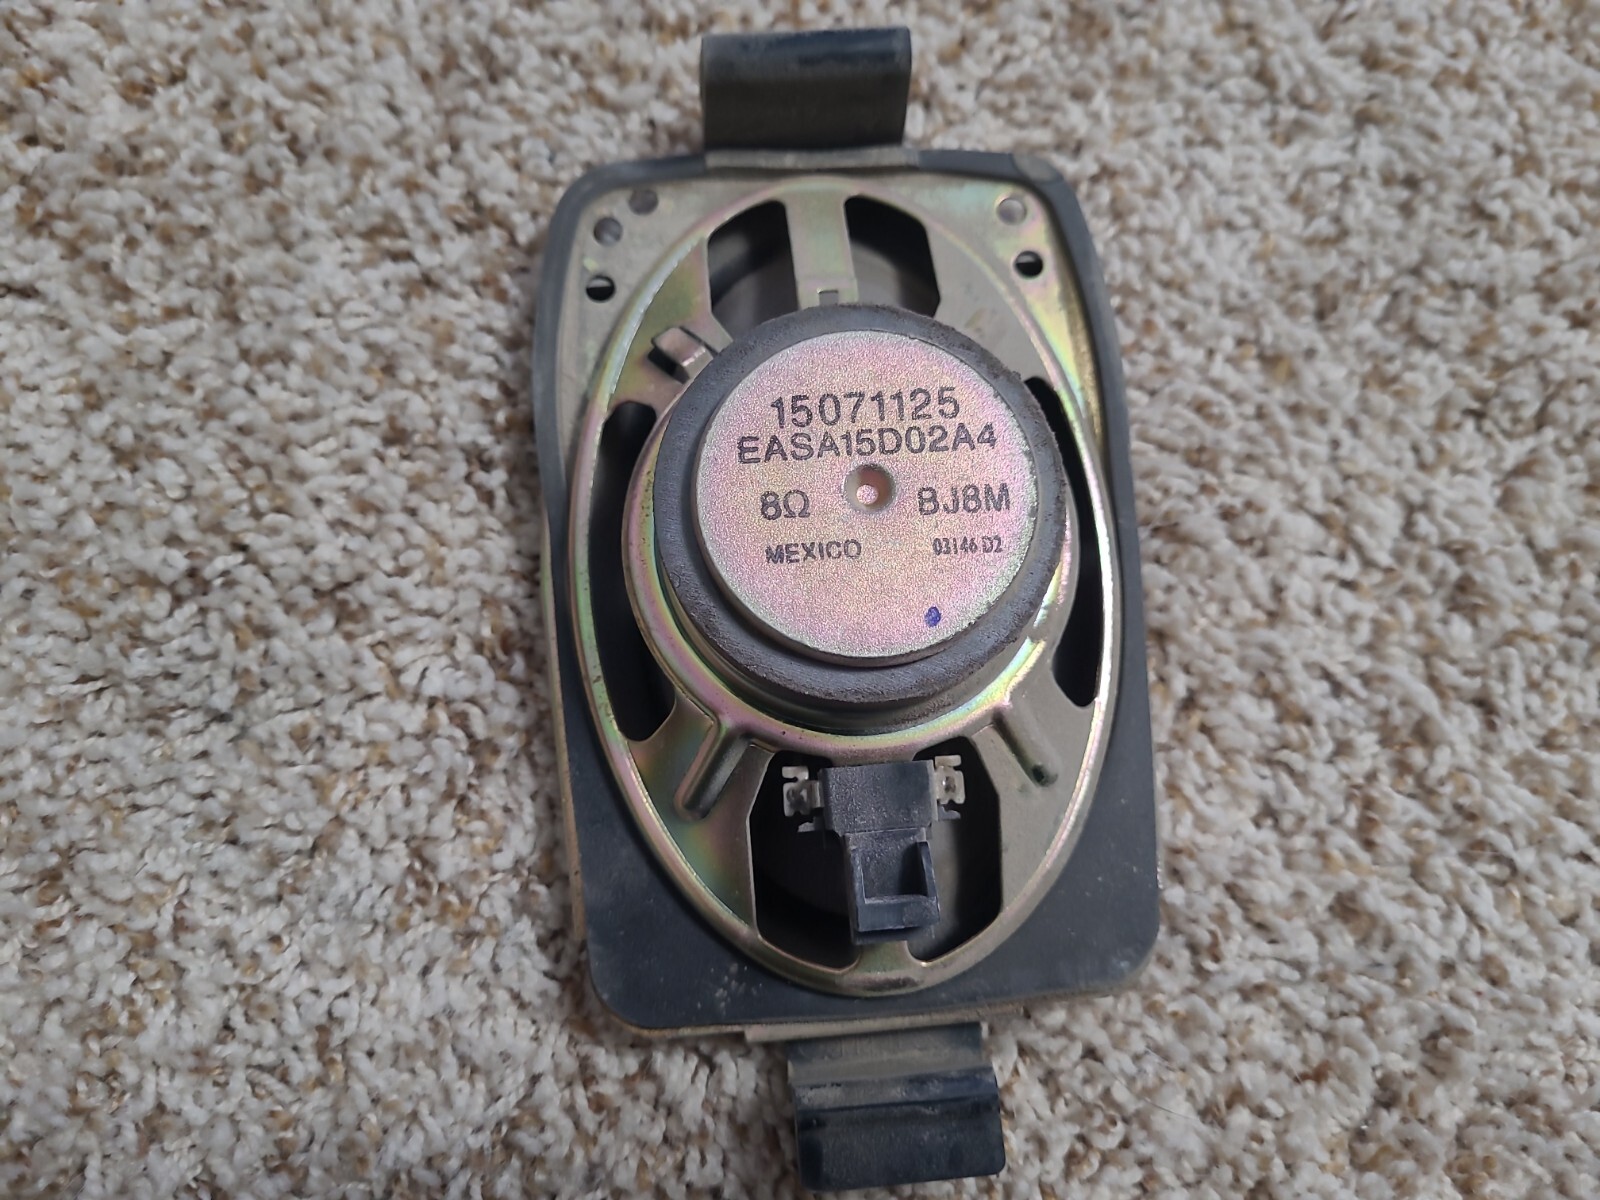 15071125
EASA15D02A4
8Ω BJ8M
MEXICO 03146 D2